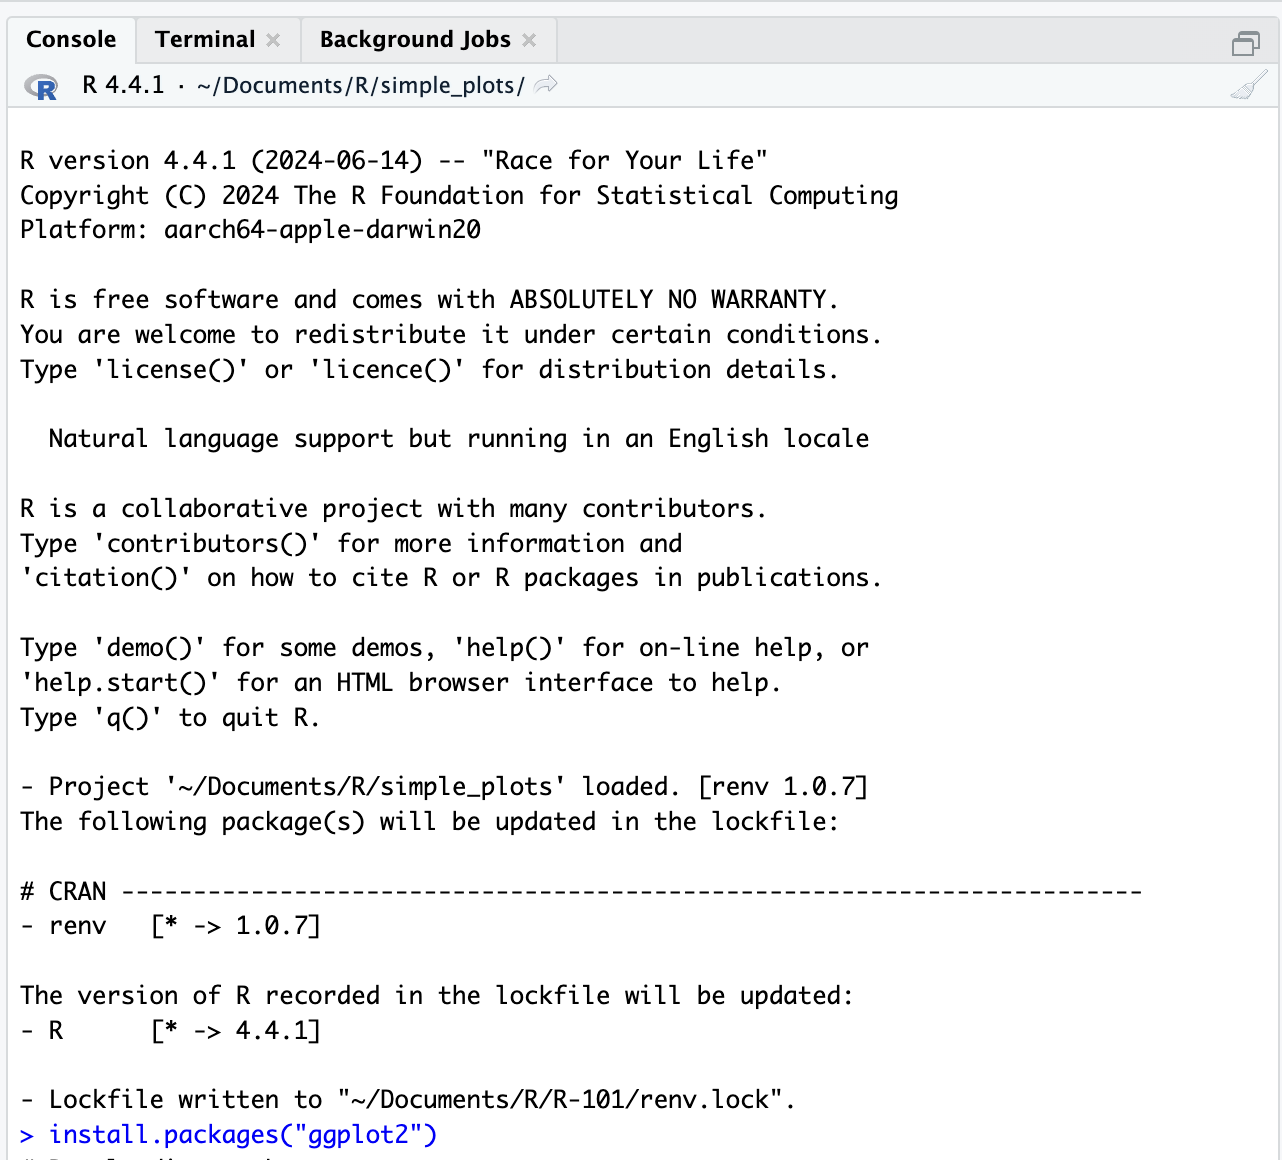 Console Terminal × Background Jobs ×
R 4.4.1 · ~/Documents/R/simple_plots/
R version 4.4.1 (2024-06-14) -- "Race for Your Life"
Copyright (C) 2024 The R Foundation for Statistical Computing
Platform: aarch64-apple-darwin20

R is free software and comes with ABSOLUTELY NO WARRANTY.
You are welcome to redistribute it under certain conditions.
Type 'license()' or 'licence()' for distribution details.

  Natural language support but running in an English locale

R is a collaborative project with many contributors.
Type 'contributors()' for more information and
'citation()' on how to cite R or R packages in publications.

Type 'demo()' for some demos, 'help()' for on-line help, or
'help.start()' for an HTML browser interface to help.
Type 'q()' to quit R.

- Project '~/Documents/R/simple_plots' loaded. [renv 1.0.7]
The following package(s) will be updated in the lockfile:

# CRAN -----------------------------------------------------------------------
- renv   [* -> 1.0.7]

The version of R recorded in the lockfile will be updated:
- R      [* -> 4.4.1]

- Lockfile written to "~/Documents/R/R-101/renv.lock".
> install.packages("ggplot2")